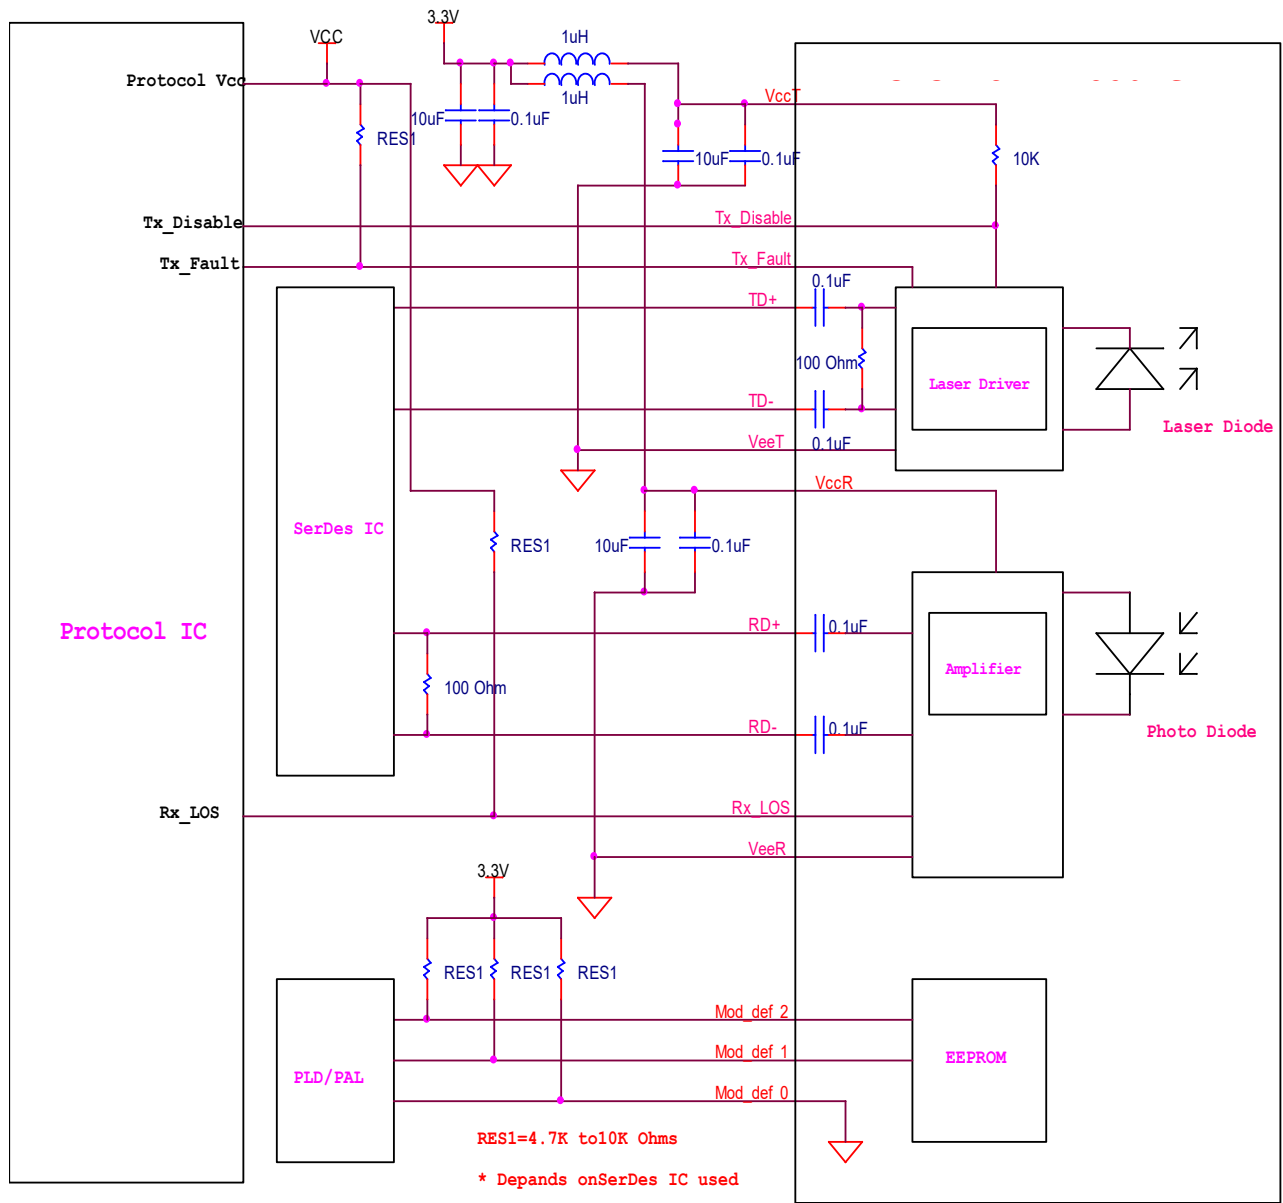 3.3V
VCC
1uH
Protocol Vcc
1uH
VccT
10uF
0.1uF
RES1
10uF
0.1uF
10K
Tx_Disable
Tx_Disable
Tx_Fault
Tx_Fault
0.1uF
TD+
100 Ohm
Laser Driver
TD-
Laser Diode
VeeT
0.1uF
VccR
SerDes IC
RES1
10uF
0.1uF
Protocol IC
RD+
0.1uF
Amplifier
100 Ohm
RD-
0.1uF
Photo Diode
Rx_LOS
Rx_LOS
VeeR
3.3V
RES1
RES1
RES1
Mod_def 2
Mod_def 1
EEPROM
PLD/PAL
Mod_def 0
RES1=4.7K to10K Ohms
* Depands onSerDes IC used